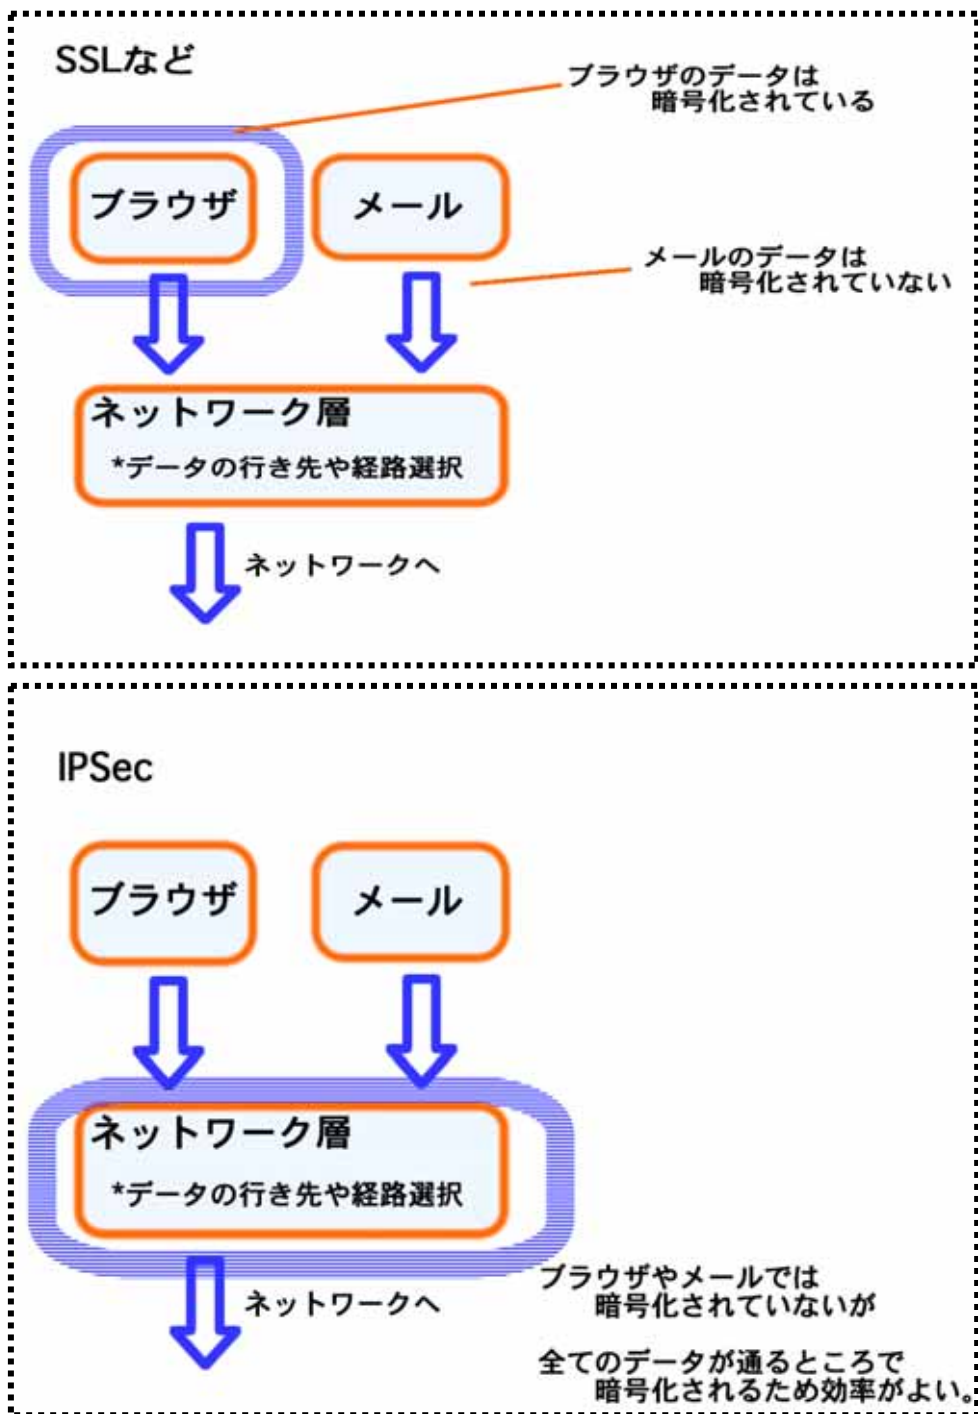 SSLなど
ブラウザのデータは
暗号化されている
ブラウザ
メール
メールのデータは
暗号化されていない
ネットワーク層
*データの行き先や経路選択
ネットワークへ
IPSec
ブラウザ
メール
ネットワーク層
*データの行き先や経路選択
ネットワークへ
ブラウザやメールでは
暗号化されていないが
全てのデータが通るところで
暗号化されるため効率がよい。